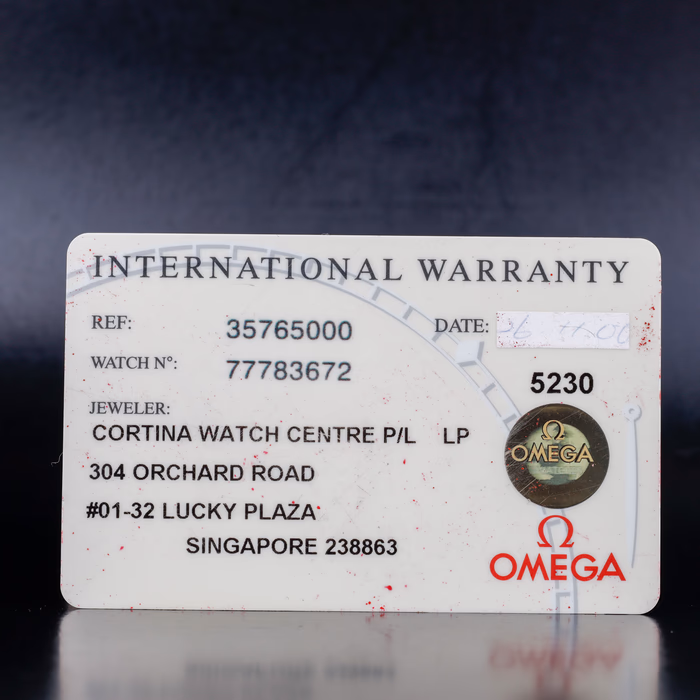 INTERNATIONAL WARRANTY
REF: 35765000 DATE:
WATCH Nº: 77783672
5230
JEWELER:
CORTINA WATCH CENTRE P/L LP
304 ORCHARD ROAD
#01-32 LUCKY PLAZA
SINGAPORE 238863
Ω
OMEGA
Ω
OMEGA